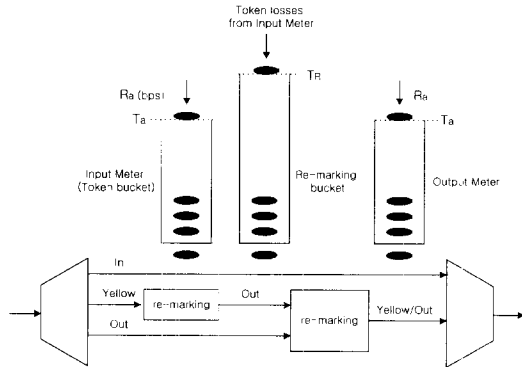 Token losses
from Input Meter
TR
Ra (bps)
Ta
Ra
Ta
Input Meter
(Token bucket)
Re-marking
bucket
Output Meter
In
Yellow
re-marking
Out
Out
re-marking
Yellow/Out